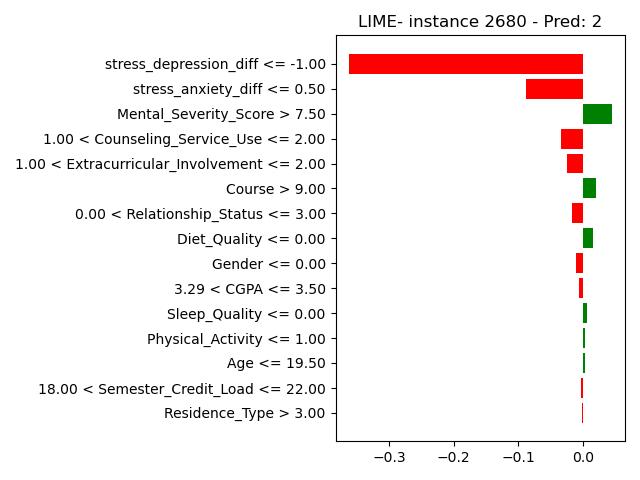 LIME- instance 2680 - Pred: 2
stress_depression_diff <= -1.00
stress_anxiety_diff <= 0.50
Mental_Severity_Score > 7.50
1.00 < Counseling_Service_Use <= 2.00
1.00 < Extracurricular_Involvement <= 2.00
Course > 9.00
0.00 < Relationship_Status <= 3.00
Diet_Quality <= 0.00
Gender <= 0.00
3.29 < CGPA <= 3.50
Sleep_Quality <= 0.00
Physical_Activity <= 1.00
Age <= 19.50
18.00 < Semester_Credit_Load <= 22.00
Residence_Type > 3.00
−0.3 −0.2 −0.1 0.0